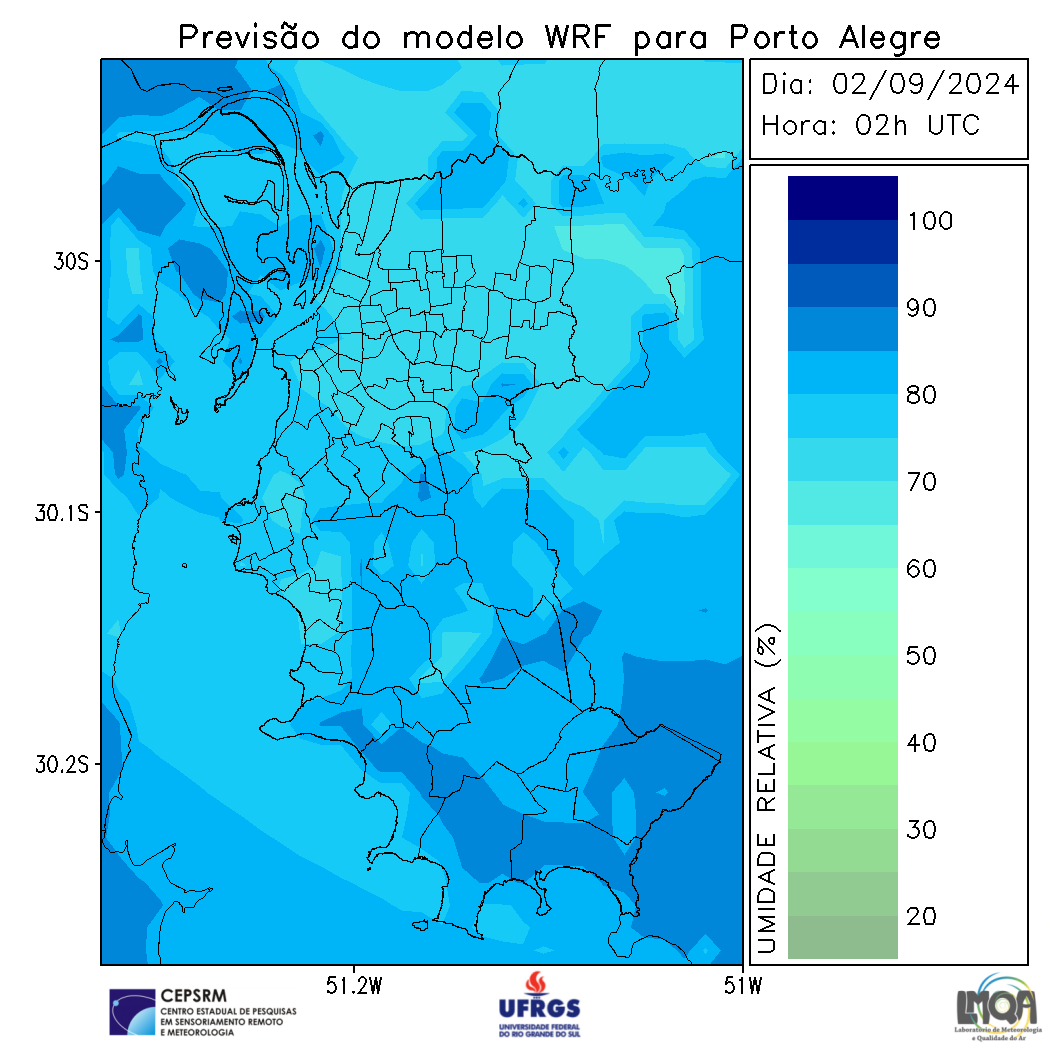 Previsão do modelo WRF para Porto Alegre
Dia: 02/09/2024
Hora: 02h UTC
30S
30.1S
30.2S
51.2W
51W
100
90
80
70
60
50
40
30
20
UMIDADE RELATIVA (%)
CEPSRM
CENTRO ESTADUAL DE PESQUISAS
EM SENSORIAMENTO REMOTO
E METEOROLOGIA
UFRGS
UNIVERSIDADE FEDERAL
DO RIO GRANDE DO SUL
LMQA
Laboratório de Meteorologia
e Qualidade do Ar